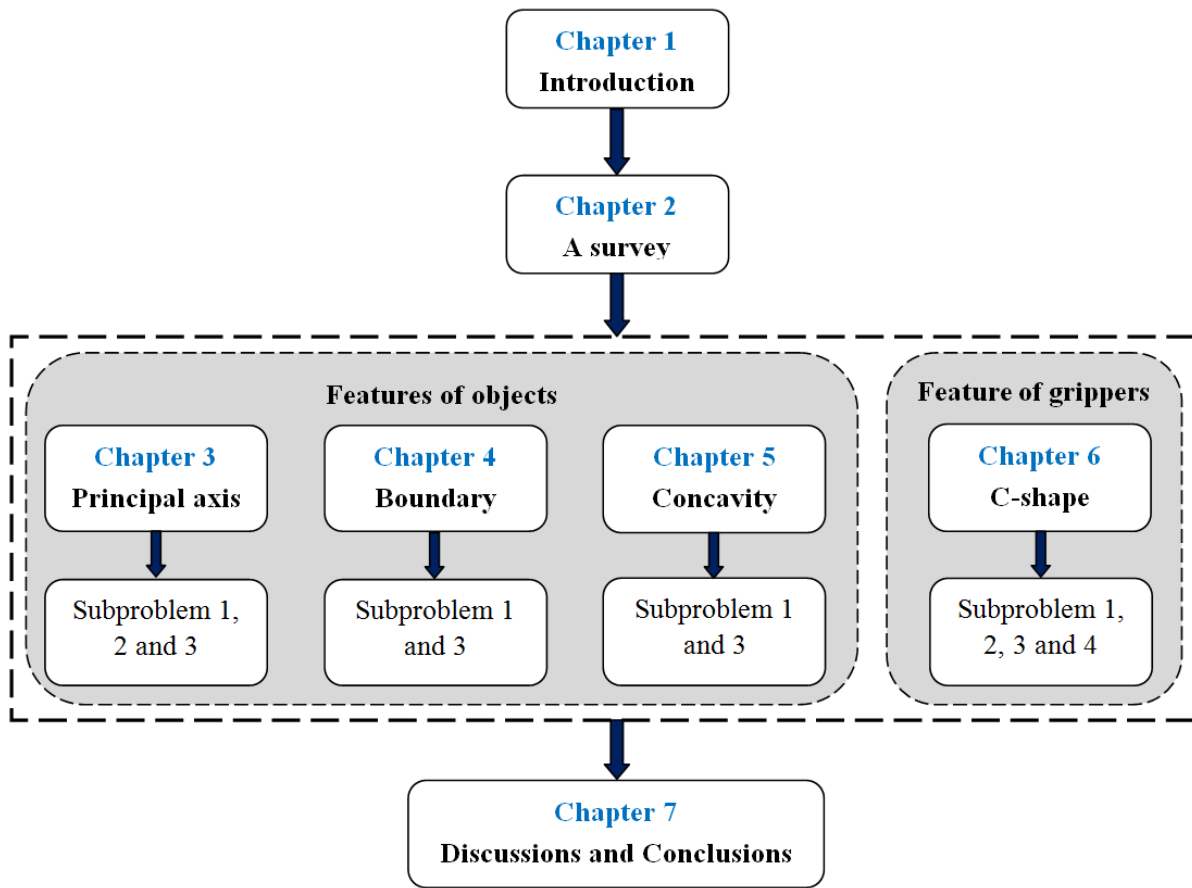 Chapter 1
Introduction
Chapter 2
A survey
Features of objects
Chapter 3
Principal axis
Subproblem 1,
2 and 3
Chapter 4
Boundary
Subproblem 1
and 3
Chapter 5
Concavity
Subproblem 1
and 3
Feature of grippers
Chapter 6
C-shape
Subproblem 1,
2, 3 and 4
Chapter 7
Discussions and Conclusions